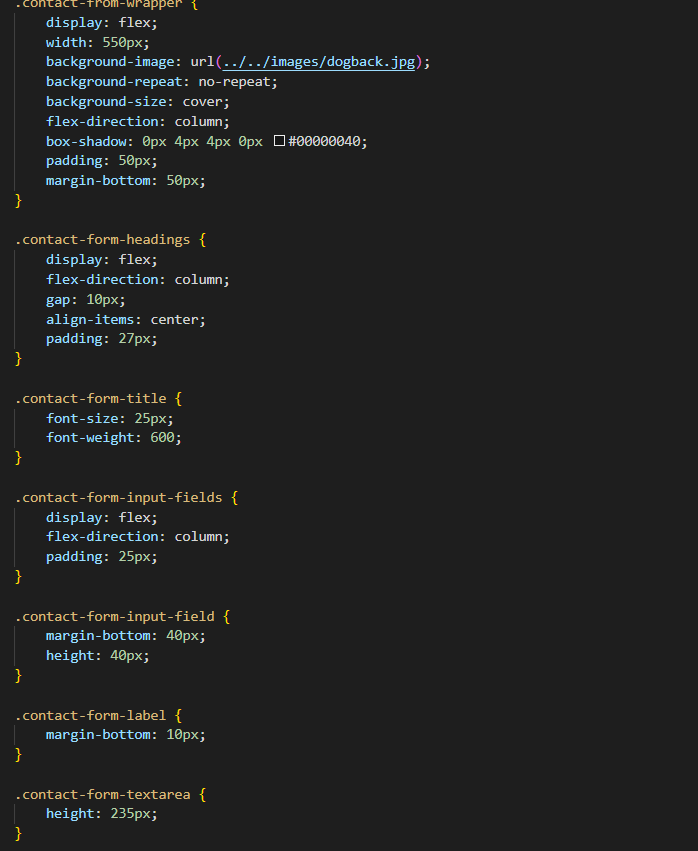 .contact-from-wrapper {
display: flex;
width: 550px;
background-image: url(../../images/dogback.jpg);
background-repeat: no-repeat;
background-size: cover;
flex-direction: column;
box-shadow: 0px 4px 4px 0px #00000040;
padding: 50px;
margin-bottom: 50px;
}
.contact-form-headings {
display: flex;
flex-direction: column;
gap: 10px;
align-items: center;
padding: 27px;
}
.contact-form-title {
font-size: 25px;
font-weight: 600;
}
.contact-form-input-fields {
display: flex;
flex-direction: column;
padding: 25px;
}
.contact-form-input-field {
margin-bottom: 40px;
height: 40px;
}
.contact-form-label {
margin-bottom: 10px;
}
.contact-form-textarea {
height: 235px;
}